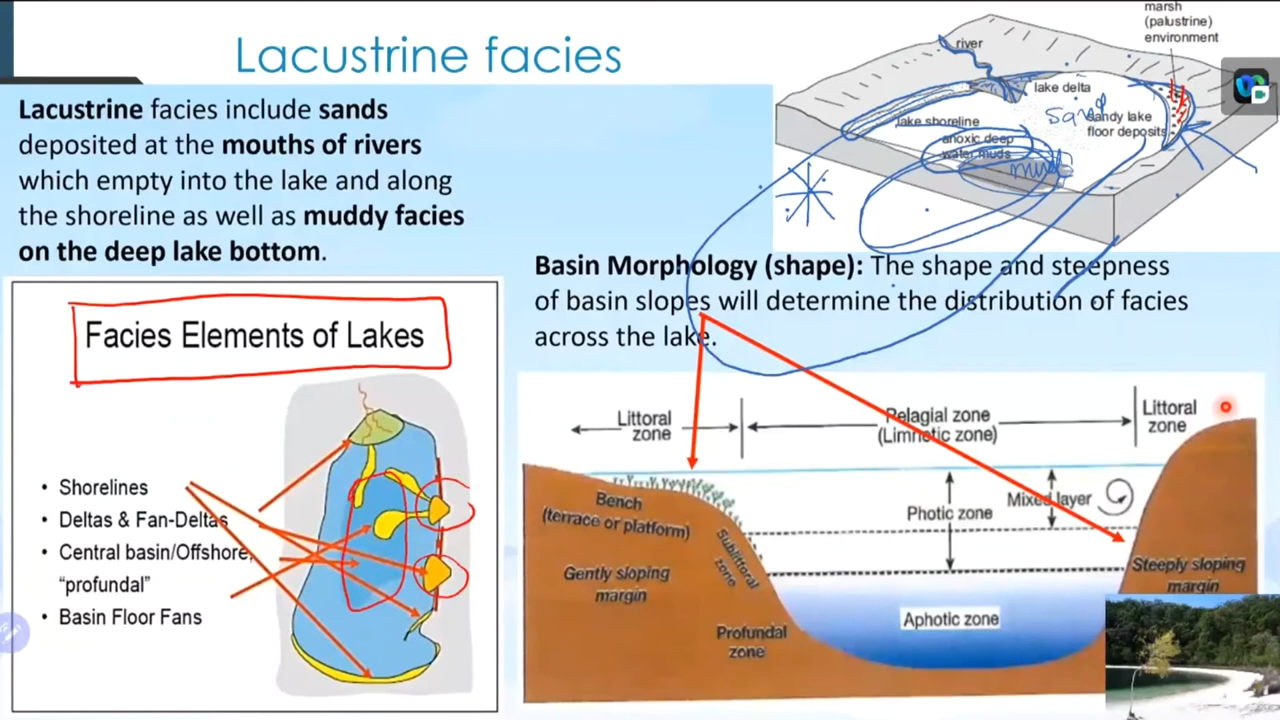 Lacustrine facies
Lacustrine facies include sands
deposited at the mouths of rivers
which empty into the lake and along
the shoreline as well as muddy facies
on the deep lake bottom.
marsh
(palustrine)
environment
river
lake delta
sand
lake shoreline
sandy lake
floor deposits
anoxic deep
water muds
mud
Basin Morphology (shape): The shape and steepness
of basin slopes will determine the distribution of facies
across the lake.
Facies Elements of Lakes
• Shorelines
• Deltas & Fan-Deltas
• Central basin/Offshore,
“profundal”
• Basin Floor Fans
Littoral
zone
Pelagial zone
(Limnetic zone)
Littoral
zone
Bench
(terrace or platform)
Photic zone
Mixed layer
Sublittoral
zone
Gently sloping
margin
Steeply sloping
margin
Aphotic zone
Profundal
zone